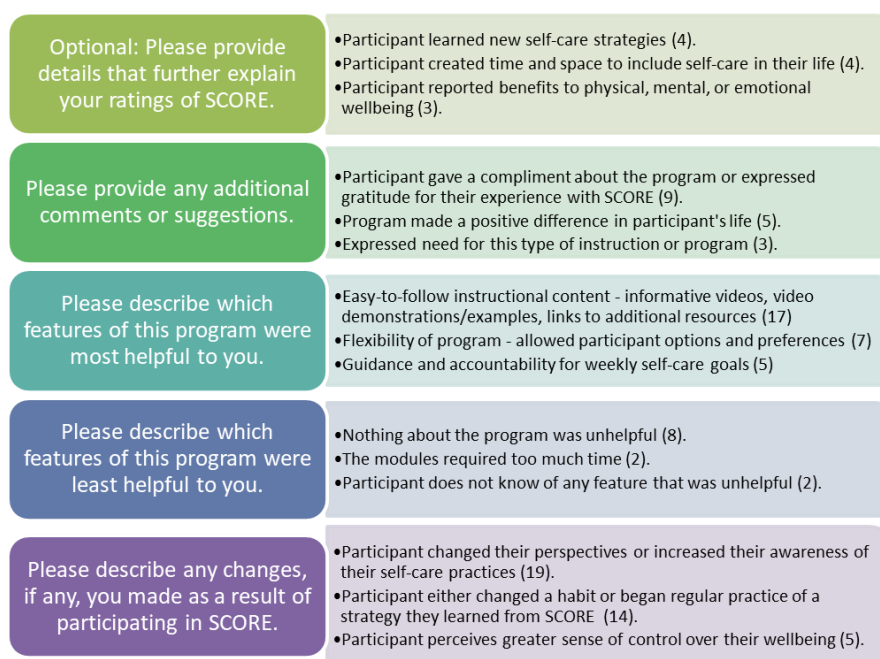 Optional: Please provide
details that further explain
your ratings of SCORE.
•Participant learned new self-care strategies (4).
•Participant created time and space to include self-care in their life (4).
•Participant reported benefits to physical, mental, or emotional
wellbeing (3).
Please provide any additional
comments or suggestions.
•Participant gave a compliment about the program or expressed
gratitude for their experience with SCORE (9).
•Program made a positive difference in participant's life (5).
•Expressed need for this type of instruction or program (3).
Please describe which
features of this program were
most helpful to you.
•Easy-to-follow instructional content - informative videos, video
demonstrations/examples, links to additional resources (17)
•Flexibility of program - allowed participant options and preferences (7)
•Guidance and accountability for weekly self-care goals (5)
Please describe which
features of this program were
least helpful to you.
•Nothing about the program was unhelpful (8).
•The modules required too much time (2).
•Participant does not know of any feature that was unhelpful (2).
Please describe any changes,
if any, you made as a result of
participating in SCORE.
•Participant changed their perspectives or increased their awareness of
their self-care practices (19).
•Participant either changed a habit or began regular practice of a
strategy they learned from SCORE (14).
•Participant perceives greater sense of control over their wellbeing (5).